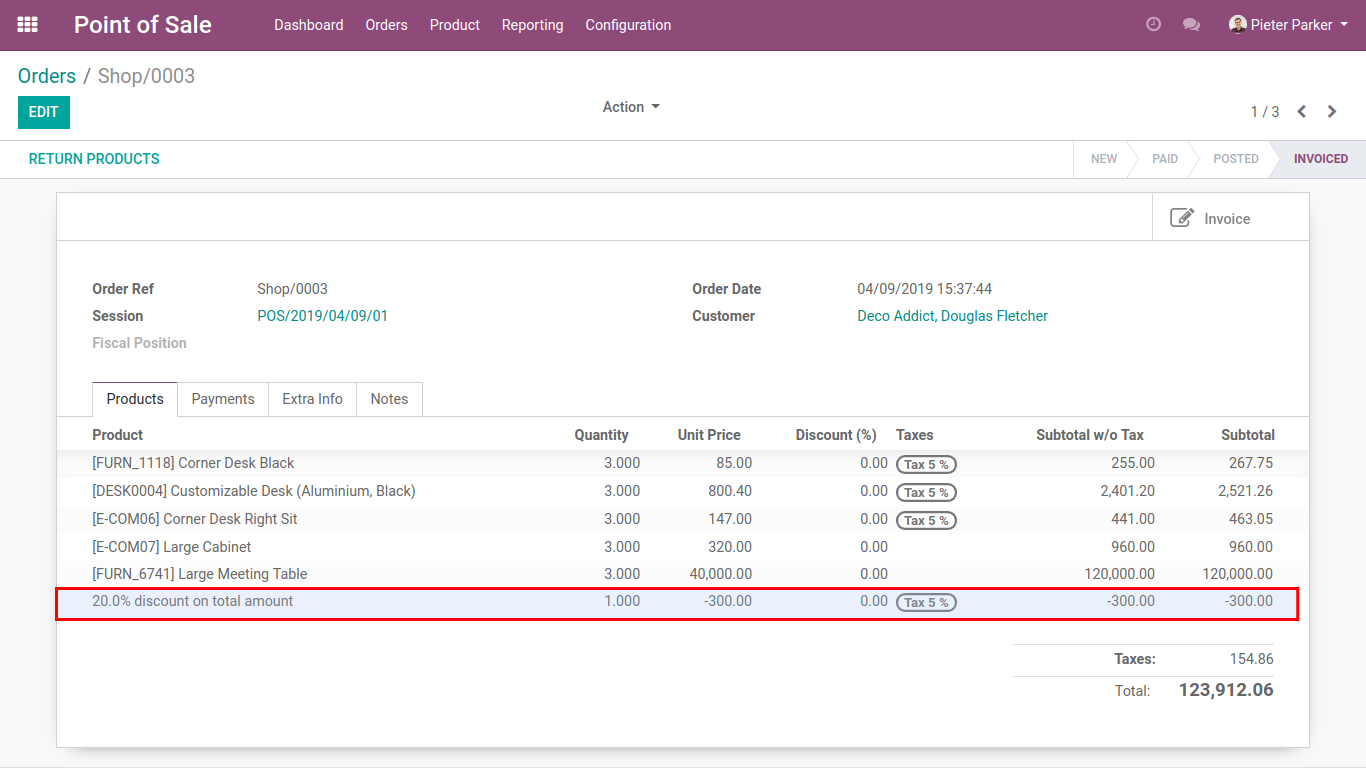 Point of Sale Dashboard Orders Product Reporting Configuration Pieter Parker
Orders / Shop/0003
EDIT Action 1 / 3
RETURN PRODUCTS NEW PAID POSTED INVOICED
Invoice
Order Ref Shop/0003 Order Date 04/09/2019 15:37:44
Session POS/2019/04/09/01 Customer Deco Addict, Douglas Fletcher
Fiscal Position
Products Payments Extra Info Notes
Product Quantity Unit Price Discount (%) Taxes Subtotal w/o Tax Subtotal
[FURN_1118] Corner Desk Black 3.000 85.00 0.00 Tax 5 % 255.00 267.75
[DESK0004] Customizable Desk (Aluminium, Black) 3.000 800.40 0.00 Tax 5 % 2,401.20 2,521.26
[E-COM06] Corner Desk Right Sit 3.000 147.00 0.00 Tax 5 % 441.00 463.05
[E-COM07] Large Cabinet 3.000 320.00 0.00 960.00 960.00
[FURN_6741] Large Meeting Table 3.000 40,000.00 0.00 120,000.00 120,000.00
20.0% discount on total amount 1.000 -300.00 0.00 Tax 5 % -300.00 -300.00
Taxes: 154.86
Total: 123,912.06